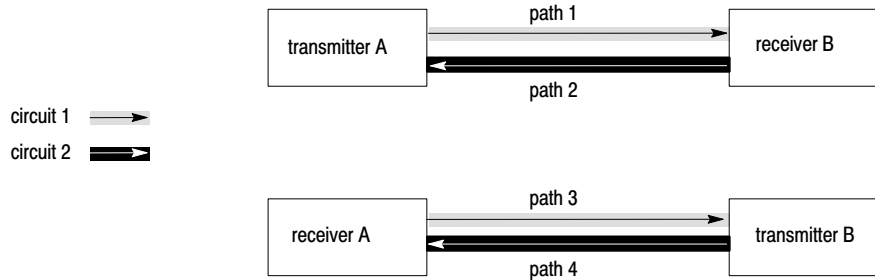 path 1
transmitter A
receiver B
path 2
circuit 1
circuit 2
path 3
receiver A
transmitter B
path 4